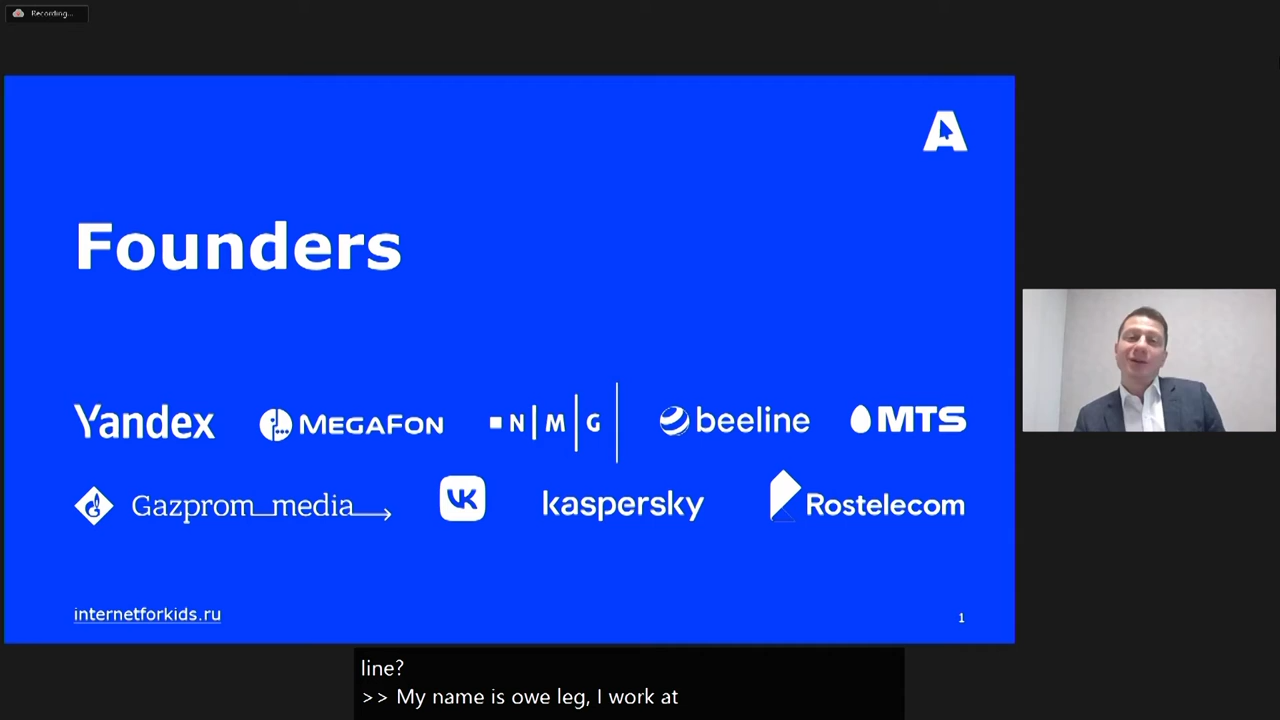 Recording...
A
Founders
Yandex MEGAFON N|M|G beeline MTS
Gazprom_media VK kaspersky Rostelecom
internetforkids.ru 1
line?
>> My name is owe leg, I work at